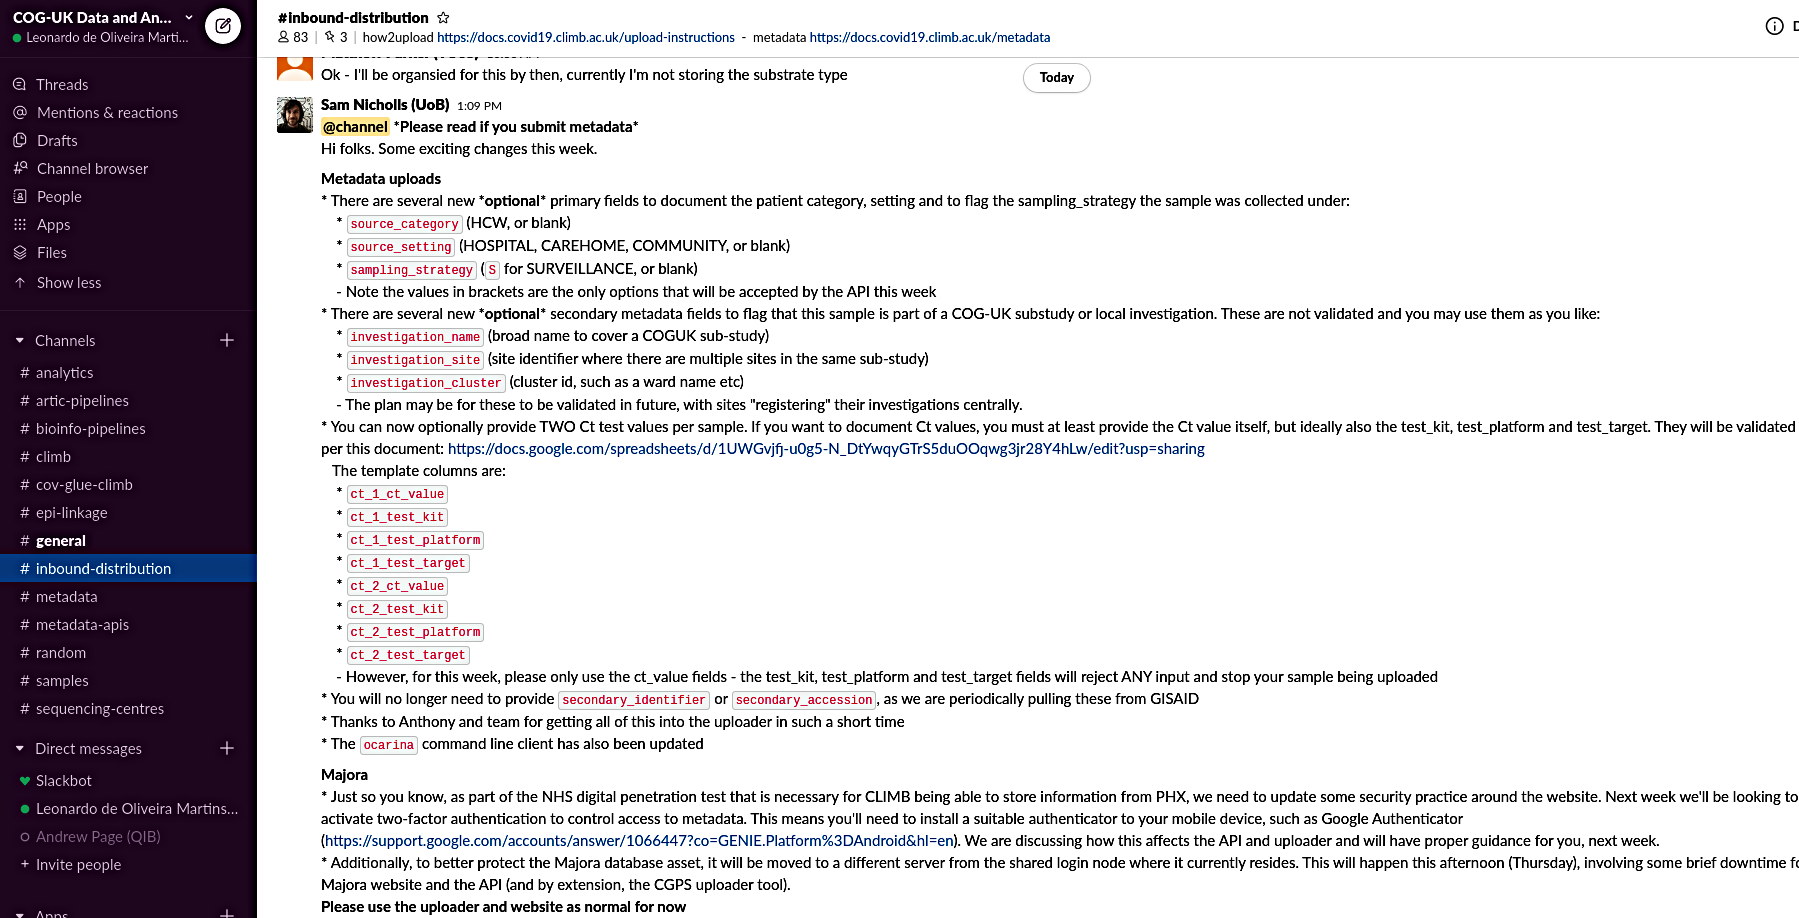 COG-UK Data and An...
Leonardo de Oliveira Marti...
Threads
Mentions & reactions
Drafts
Channel browser
People
Apps
Files
Show less
Channels
# analytics
# artic-pipelines
# bioinfo-pipelines
# climb
# cov-glue-climb
# epi-linkage
# general
# inbound-distribution
# metadata
# metadata-apis
# random
# samples
# sequencing-centres
Direct messages
Slackbot
Leonardo de Oliveira Martins...
Andrew Page (QIB)
+ Invite people
Apps
#inbound-distribution
83 | 3 | how2upload https://docs.covid19.climb.ac.uk/upload-instructions - metadata https://docs.covid19.climb.ac.uk/metadata
Ok - I'll be organsied for this by then, currently I'm not storing the substrate type
Today
Sam Nicholls (UoB) 1:09 PM
@channel *Please read if you submit metadata*
Hi folks. Some exciting changes this week.
Metadata uploads
* There are several new *optional* primary fields to document the patient category, setting and to flag the sampling_strategy the sample was collected under:
* source_category (HCW, or blank)
* source_setting (HOSPITAL, CAREHOME, COMMUNITY, or blank)
* sampling_strategy (S for SURVEILLANCE, or blank)
- Note the values in brackets are the only options that will be accepted by the API this week
* There are several new *optional* secondary metadata fields to flag that this sample is part of a COG-UK substudy or local investigation. These are not validated and you may use them as you like:
* investigation_name (broad name to cover a COGUK sub-study)
* investigation_site (site identifier where there are multiple sites in the same sub-study)
* investigation_cluster (cluster id, such as a ward name etc)
- The plan may be for these to be validated in future, with sites "registering" their investigations centrally.
* You can now optionally provide TWO Ct test values per sample. If you want to document Ct values, you must at least provide the Ct value itself, but ideally also the test_kit, test_platform and test_target. They will be validated
per this document: https://docs.google.com/spreadsheets/d/1UWGvjfj-u0g5-N_DtYwqyGTrS5duOOqwg3jr28Y4hLw/edit?usp=sharing
The template columns are:
* ct_1_ct_value
* ct_1_test_kit
* ct_1_test_platform
* ct_1_test_target
* ct_2_ct_value
* ct_2_test_kit
* ct_2_test_platform
* ct_2_test_target
- However, for this week, please only use the ct_value fields - the test_kit, test_platform and test_target fields will reject ANY input and stop your sample being uploaded
* You will no longer need to provide secondary_identifier or secondary_accession, as we are periodically pulling these from GISAID
* Thanks to Anthony and team for getting all of this into the uploader in such a short time
* The ocarina command line client has also been updated
Majora
* Just so you know, as part of the NHS digital penetration test that is necessary for CLIMB being able to store information from PHX, we need to update some security practice around the website. Next week we'll be looking to
activate two-factor authentication to control access to metadata. This means you'll need to install a suitable authenticator to your mobile device, such as Google Authenticator
(https://support.google.com/accounts/answer/1066447?co=GENIE.Platform%3DAndroid&hl=en). We are discussing how this affects the API and uploader and will have proper guidance for you, next week.
* Additionally, to better protect the Majora database asset, it will be moved to a different server from the shared login node where it currently resides. This will happen this afternoon (Thursday), involving some brief downtime
Majora website and the API (and by extension, the CGPS uploader tool).
Please use the uploader and website as normal for now